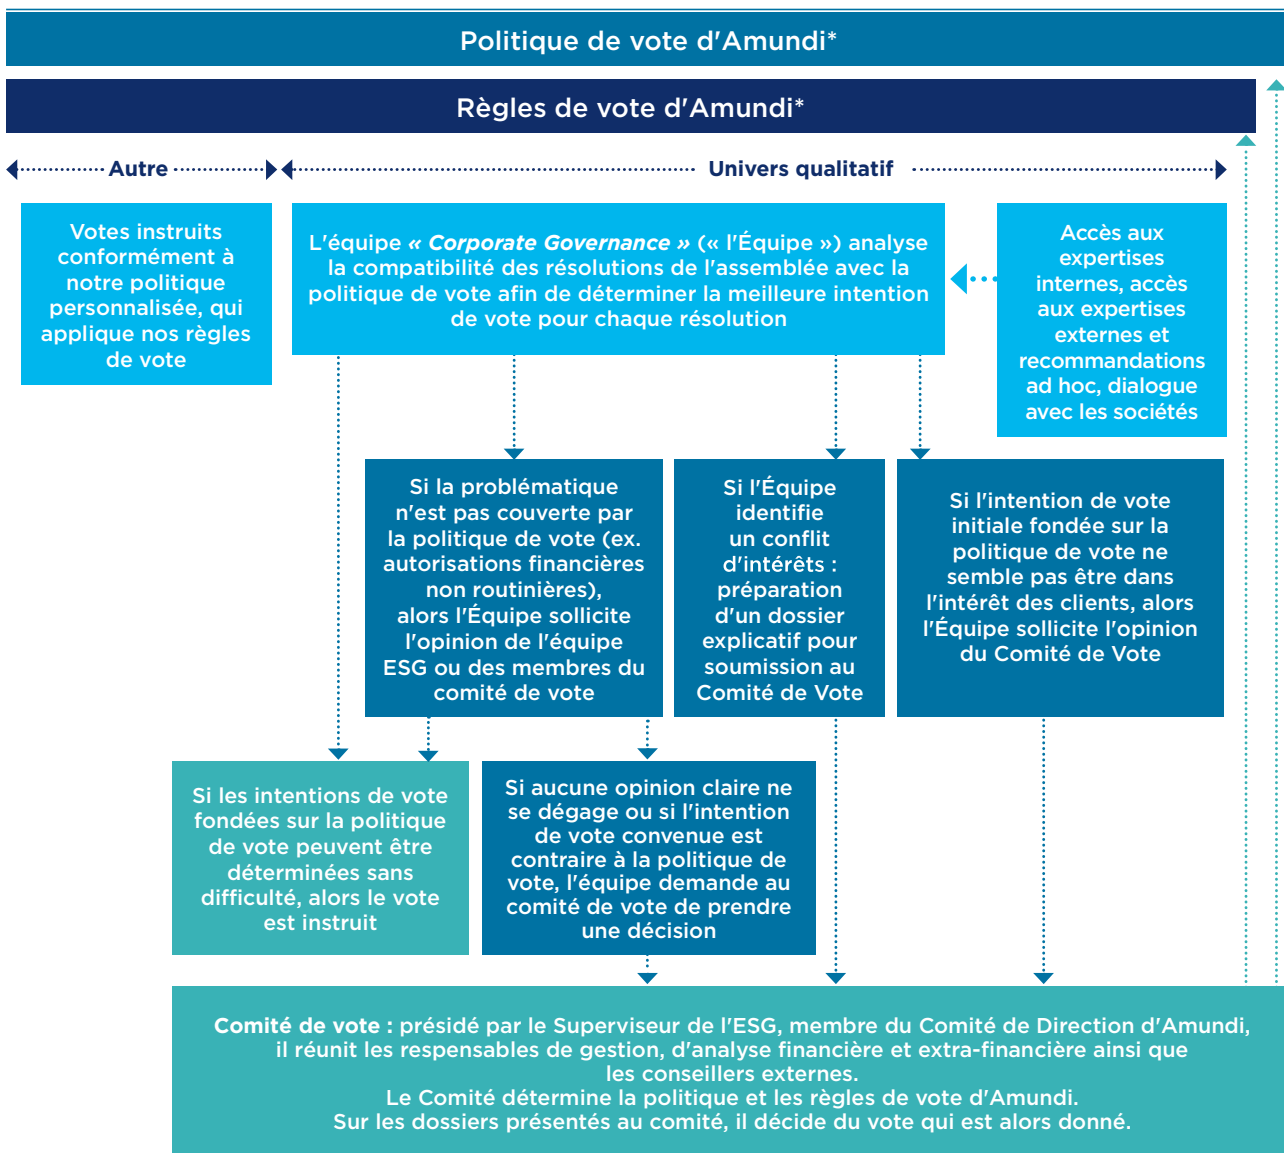 Politique de vote d'Amundi*
Règles de vote d'Amundi*
Autre
Univers qualitatif
Votes instruits
conformément à
notre politique
personnalisée, qui
applique nos règles
de vote
L'équipe « Corporate Governance » (« l'Équipe ») analyse
la compatibilité des résolutions de l'assemblée avec la
politique de vote afin de déterminer la meilleure intention
de vote pour chaque résolution
Accès aux
expertises
internes, accès
aux expertises
externes et
recommandations
ad hoc, dialogue
avec les sociétés
Si la problématique
n'est pas couverte par
la politique de vote (ex.
autorisations financières
non routinières),
alors l'Équipe sollicite
l'opinion de l'équipe
ESG ou des membres du
comité de vote
Si l'Équipe
identifie
un conflit
d'intérêts :
préparation
d'un dossier
explicatif pour
soumission au
Comité de Vote
Si l'intention de vote
initiale fondée sur la
politique de vote ne
semble pas être dans
l'intérêt des clients, alors
l'Équipe sollicite l'opinion
du Comité de Vote
Si les intentions de vote
fondées sur la politique
de vote peuvent être
déterminées sans
difficulté, alors le vote
est instruit
Si aucune opinion claire ne
se dégage ou si l'intention
de vote convenue est
contraire à la politique de
vote, l'équipe demande au
comité de vote de prendre
une décision
Comité de vote : présidé par le Superviseur de l'ESG, membre du Comité de Direction d'Amundi,
il réunit les responsables de gestion, d'analyse financière et extra-financière ainsi que
les conseillers externes.
Le Comité détermine la politique et les règles de vote d'Amundi.
Sur les dossiers présentés au comité, il décide du vote qui est alors donné.